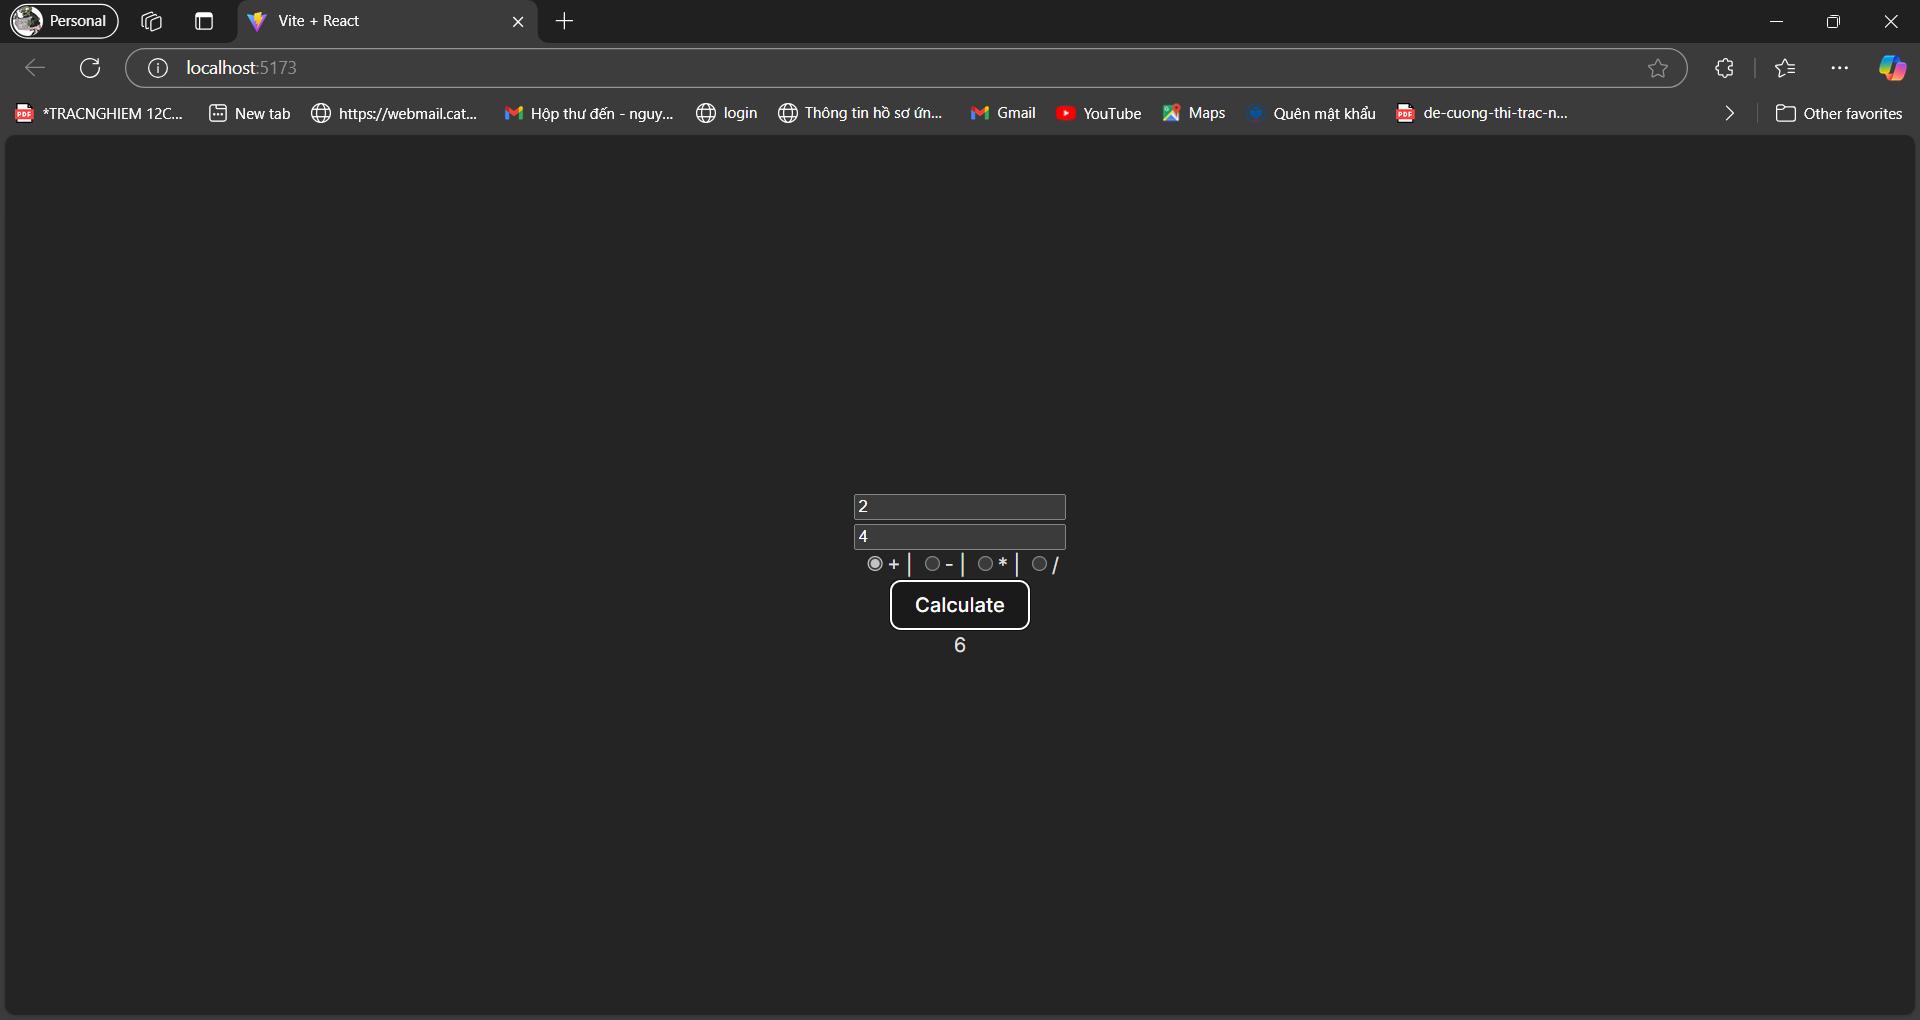 Personal
Vite + React
localhost:5173
*TRACNGHIEM 12C... New tab https://webmail.cat... Hộp thư đến - nguy... login Thông tin hồ sơ ứn... Gmail YouTube Maps Quên mật khẩu de-cuong-thi-trac-n... Other favorites
2
4
+ | - | * | /
Calculate
6